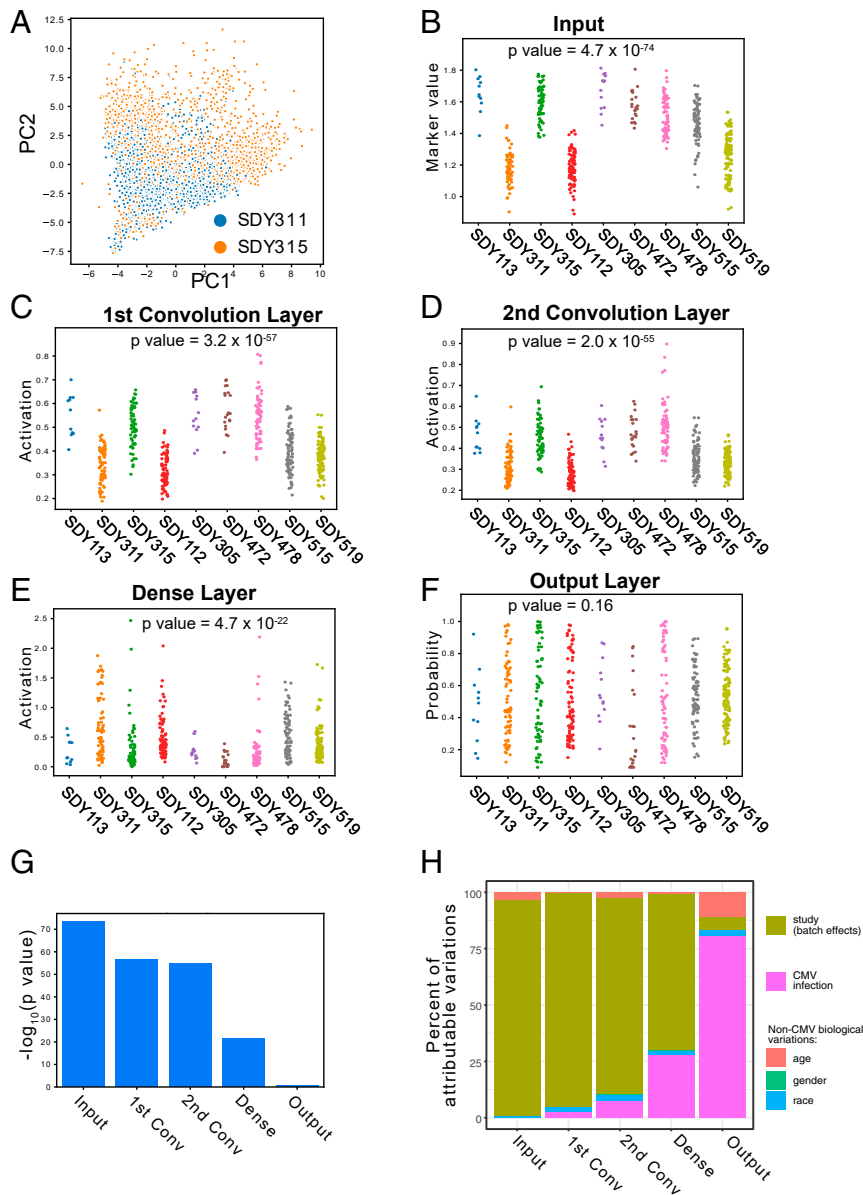 A
12.5
10.0
7.5
5.0
2.5
0.0
−2.5
−5.0
−7.5
PC2
−6
−4
−2
0
2
4
6
8
10
PC1
SDY311
SDY315
B
Input
p value = 4.7 x 10-74
Marker value
1.8
1.6
1.4
1.2
1.0
SDY113
SDY311
SDY315
SDY112
SDY305
SDY472
SDY478
SDY515
SDY519
C
1st Convolution Layer
p value = 3.2 x 10-57
Activation
0.8
0.7
0.6
0.5
0.4
0.3
0.2
SDY113
SDY311
SDY315
SDY112
SDY305
SDY472
SDY478
SDY515
SDY519
D
2nd Convolution Layer
p value = 2.0 x 10-55
Activation
0.9
0.8
0.7
0.6
0.5
0.4
0.3
0.2
SDY113
SDY311
SDY315
SDY112
SDY305
SDY472
SDY478
SDY515
SDY519
E
Dense Layer
p value = 4.7 x 10-22
Activation
2.5
2.0
1.5
1.0
0.5
0.0
SDY113
SDY311
SDY315
SDY112
SDY305
SDY472
SDY478
SDY515
SDY519
F
Output Layer
p value = 0.16
Probability
1.0
0.8
0.6
0.4
0.2
SDY113
SDY311
SDY315
SDY112
SDY305
SDY472
SDY478
SDY515
SDY519
G
-log10(p value)
70
60
50
40
30
20
10
0
Input
1st Conv
2nd Conv
Dense
Output
H
Percent of
attributable variations
100
75
50
25
0
Input
1st Conv
2nd Conv
Dense
Output
study
(batch effects)
CMV
infection
Non-CMV biological
variations:
age
gender
race